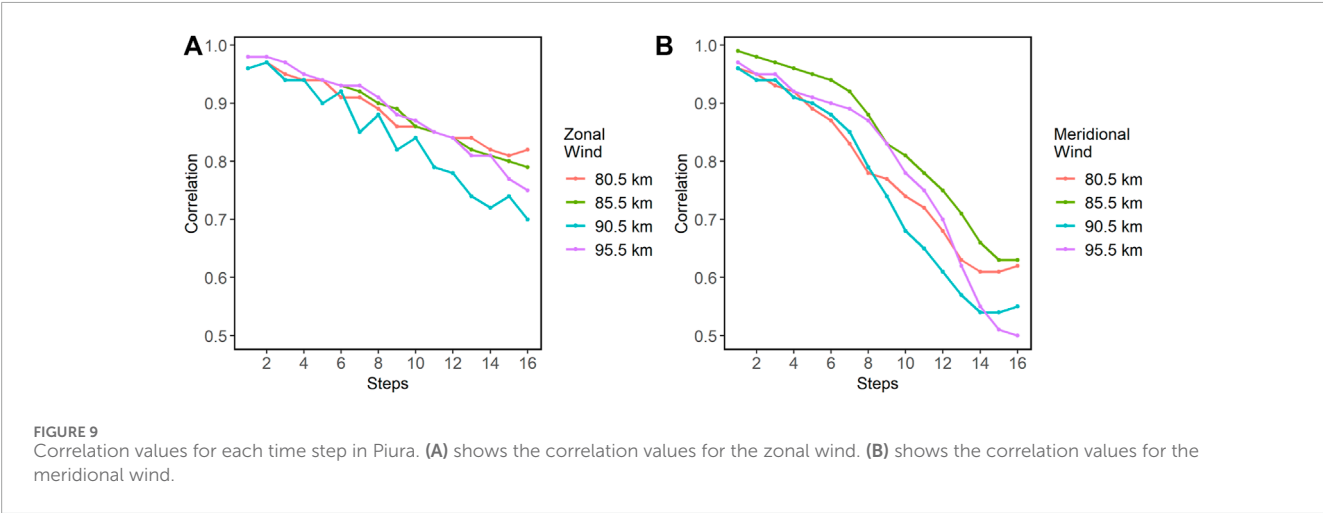 A
1.0
0.9
0.8
0.7
0.6
0.5
Correlation
2 4 6 8 10 12 14 16
Steps
Zonal
Wind
80.5 km
85.5 km
90.5 km
95.5 km
B
1.0
0.9
0.8
0.7
0.6
0.5
Correlation
2 4 6 8 10 12 14 16
Steps
Meridional
Wind
80.5 km
85.5 km
90.5 km
95.5 km
FIGURE 9
Correlation values for each time step in Piura. (A) shows the correlation values for the zonal wind. (B) shows the correlation values for the
meridional wind.